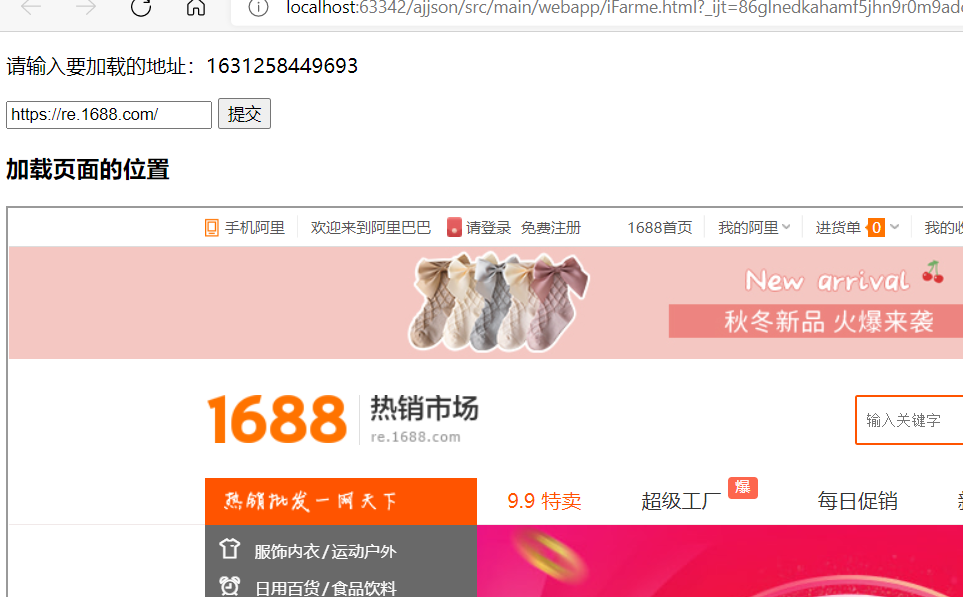 localhost:63342/ajjson/src/main/webapp/iFarme.html?_ijt=86glnedkahamf5jhn9r0m9ad
请输入要加载的地址：1631258449693
https://re.1688.com/ 提交
加载页面的位置
手机阿里 欢迎来到阿里巴巴 请登录 免费注册 1688首页 我的阿里 进货单 0 我的
New arrival
秋冬新品 火爆来袭
1688 热销市场
re.1688.com
输入关键字
热销批发一网天下 9.9 特卖 超级工厂 爆 每日促销
服饰内衣/运动户外
日用百货/食品饮料